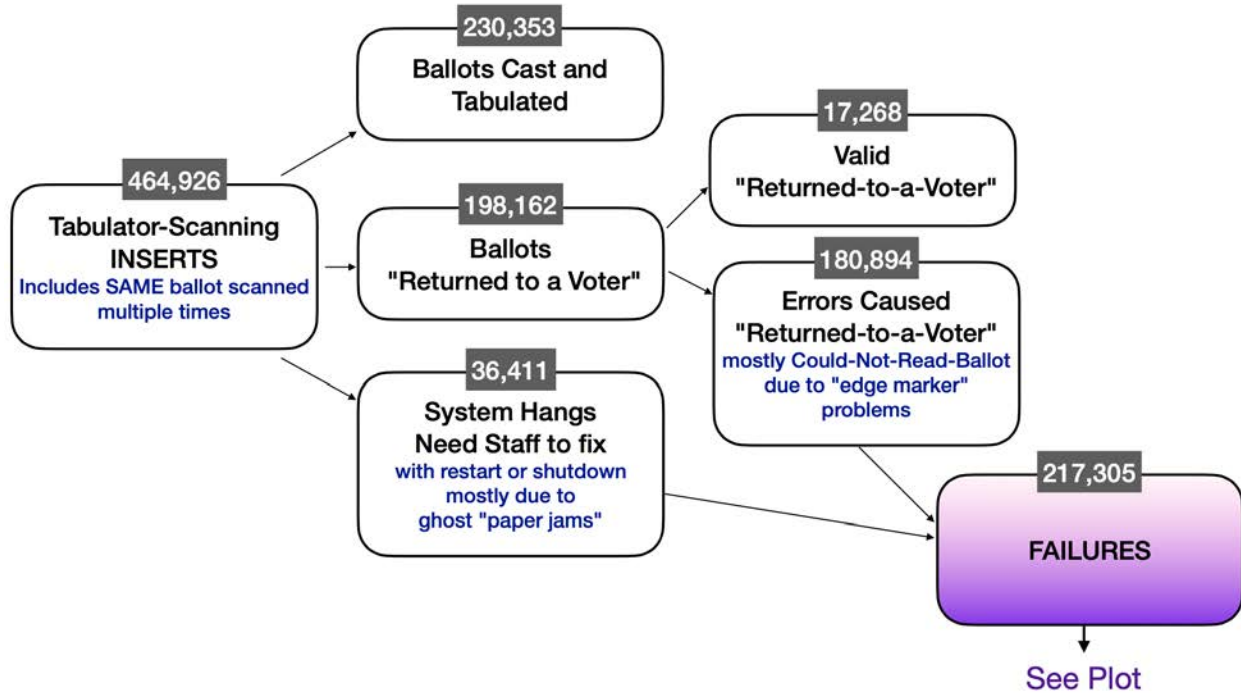 230,353
Ballots Cast and
Tabulated
17,268
Valid
"Returned-to-a-Voter"
464,926
Tabulator-Scanning
INSERTS
Includes SAME ballot scanned
multiple times
198,162
Ballots
"Returned to a Voter"
180,894
Errors Caused
"Returned-to-a-Voter"
mostly Could-Not-Read-Ballot
due to "edge marker"
problems
36,411
System Hangs
Need Staff to fix
with restart or shutdown
mostly due to
ghost "paper jams"
217,305
FAILURES
See Plot